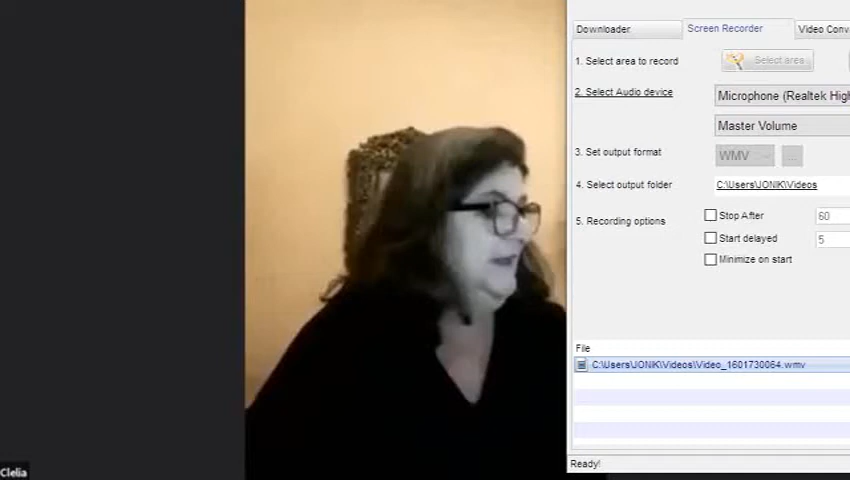 Downloader
Screen Recorder
Video Conv
1. Select area to record
Select area
2. Select Audio device
Microphone (Realtek High
Master Volume
3. Set output format
WMV
...
4. Select output folder
C:\Users\JONIK\Videos
5. Recording options
Stop After
60
Start delayed
5
Minimize on start
File
C:\Users\JONIK\Videos\Video_1601730064.wmv
Ready!
Clelia